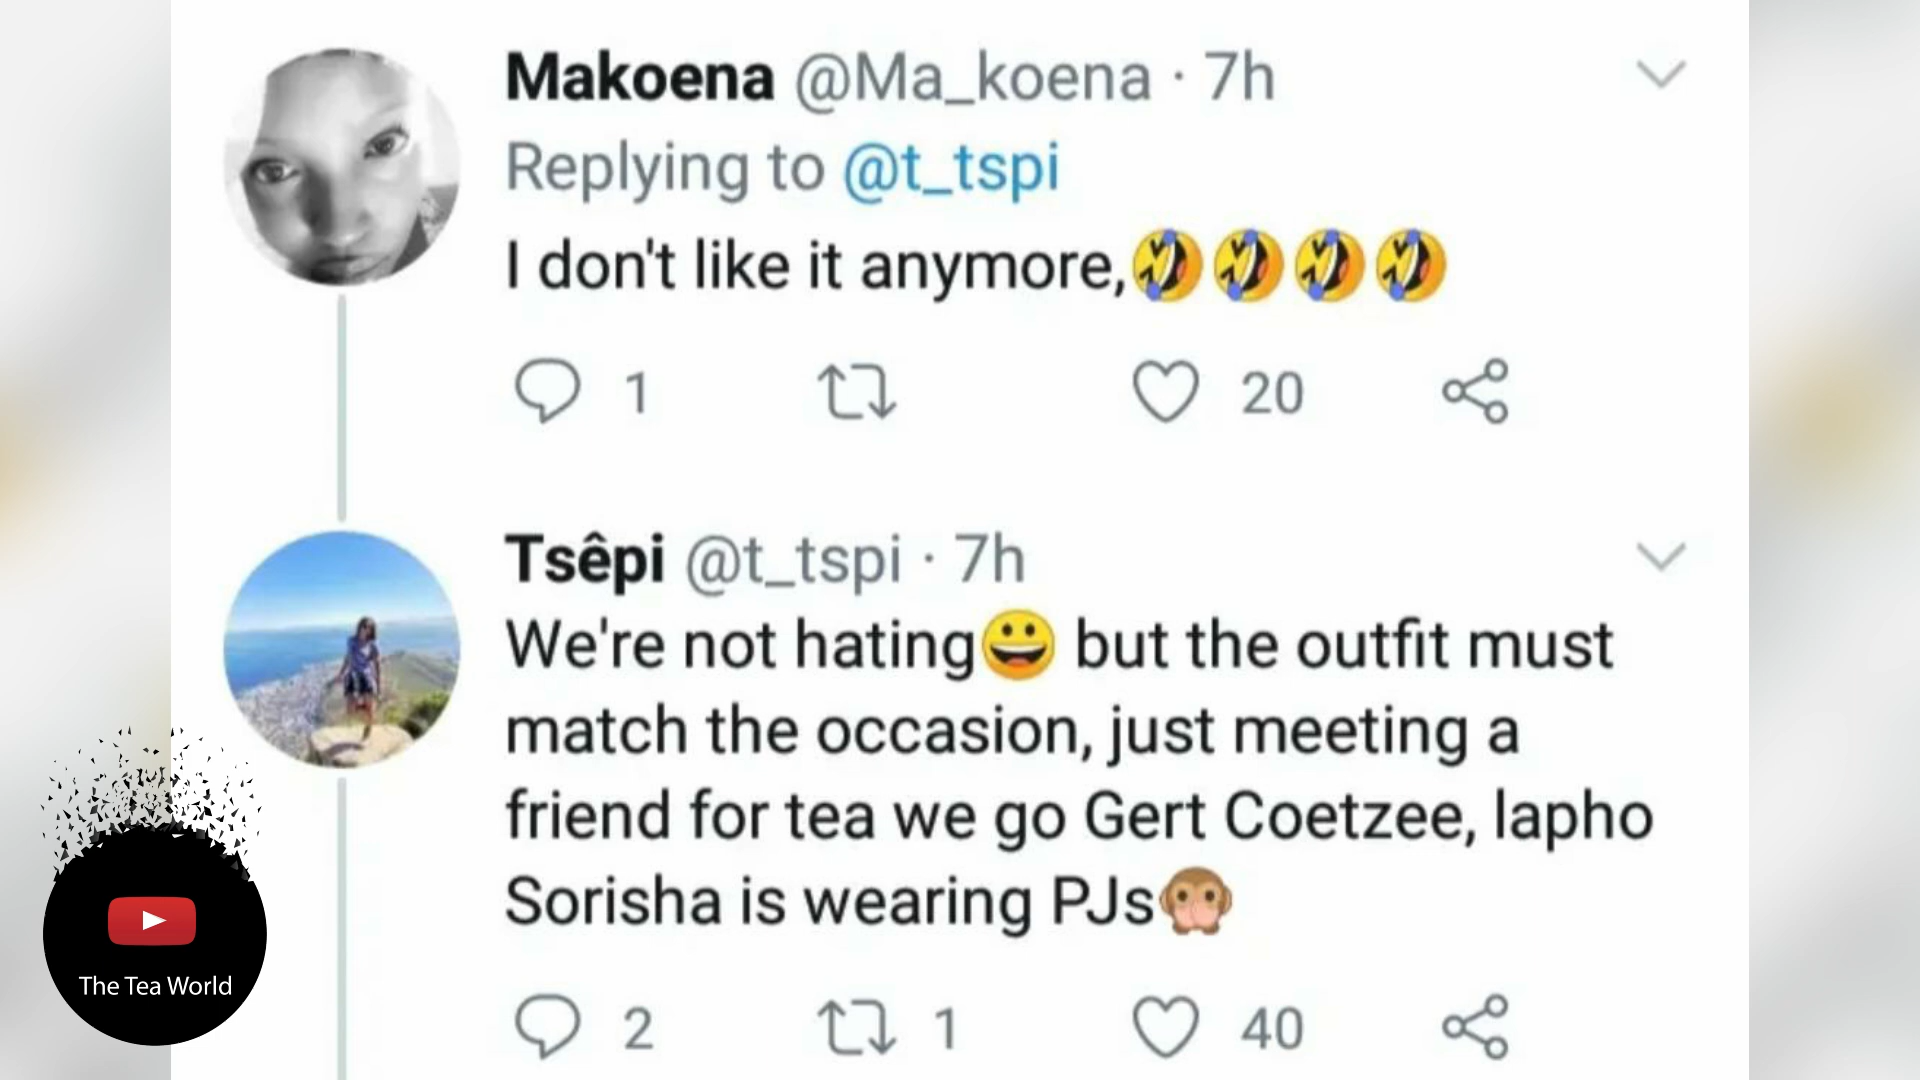 Makoena @Ma_koena · 7h
Replying to @t_tspi
I don't like it anymore,🤣🤣🤣🤣
1 20
Tsêpi @t_tspi · 7h
We're not hating😀 but the outfit must
match the occasion, just meeting a
friend for tea we go Gert Coetzee, lapho
Sorisha is wearing PJs🙊
2 1 40
The Tea World